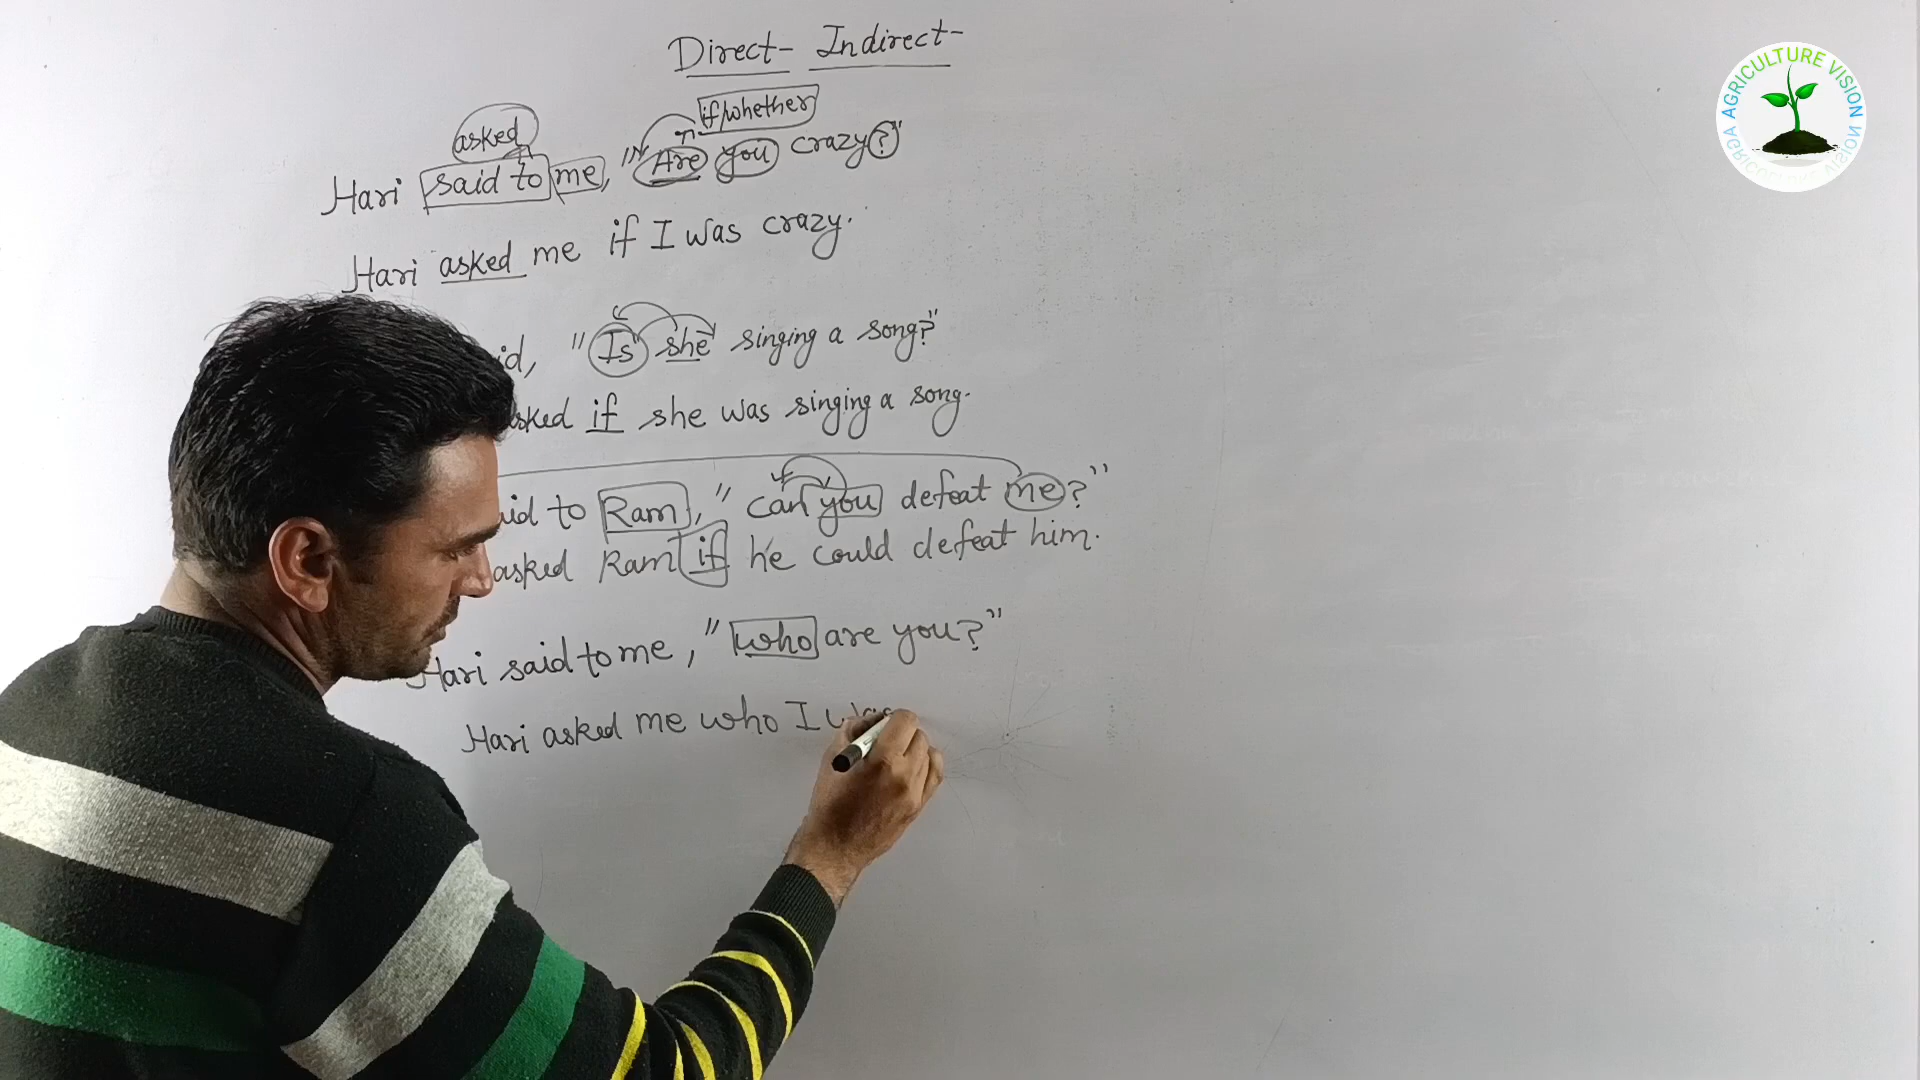 Direct- Indirect-
if/whether
asked
Hari said to me, "Are you crazy?"
Hari asked me if I was crazy.
"Is she singing a song?"
asked if she was singing a song.
said to Ram, "can you defeat me?"
asked Ram if he could defeat him.
Hari said to me, "who are you?"
Hari asked me who I was
AGRICULTURE VISION